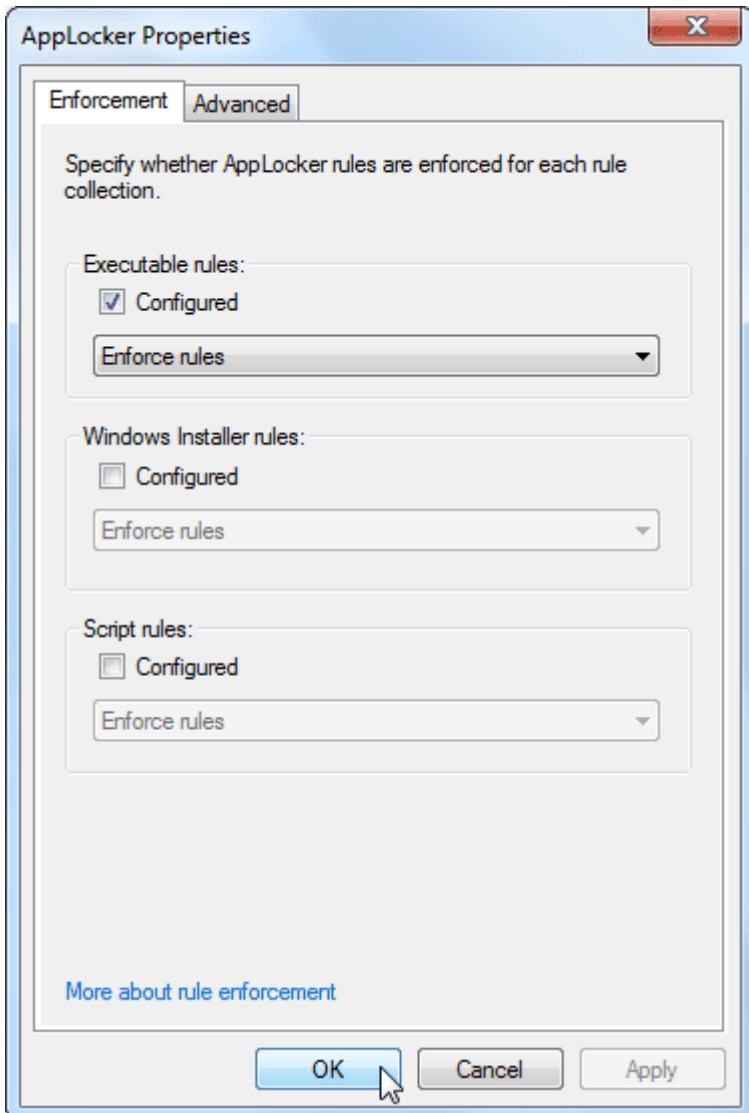 AppLocker Properties
Enforcement
Advanced
Specify whether AppLocker rules are enforced for each rule
collection.
Executable rules:
Configured
Enforce rules
Windows Installer rules:
Configured
Enforce rules
Script rules:
Configured
Enforce rules
More about rule enforcement
OK
Cancel
Apply